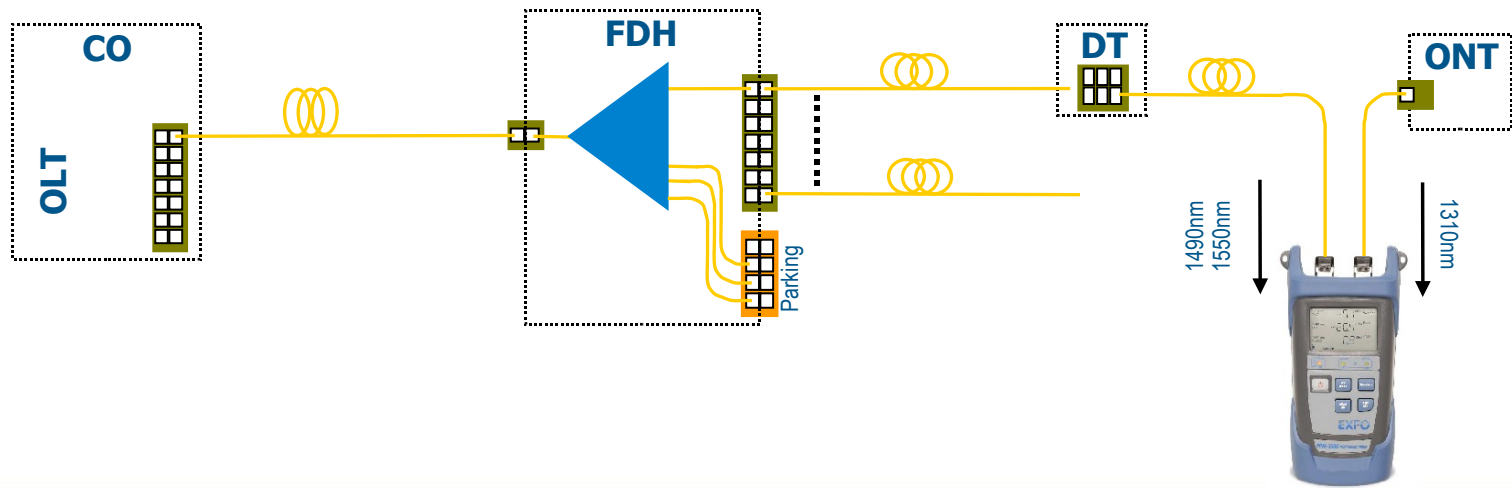 CO
OLT
FDH
Parking
DT
ONT
1490nm
1550nm
1310nm
EXFO